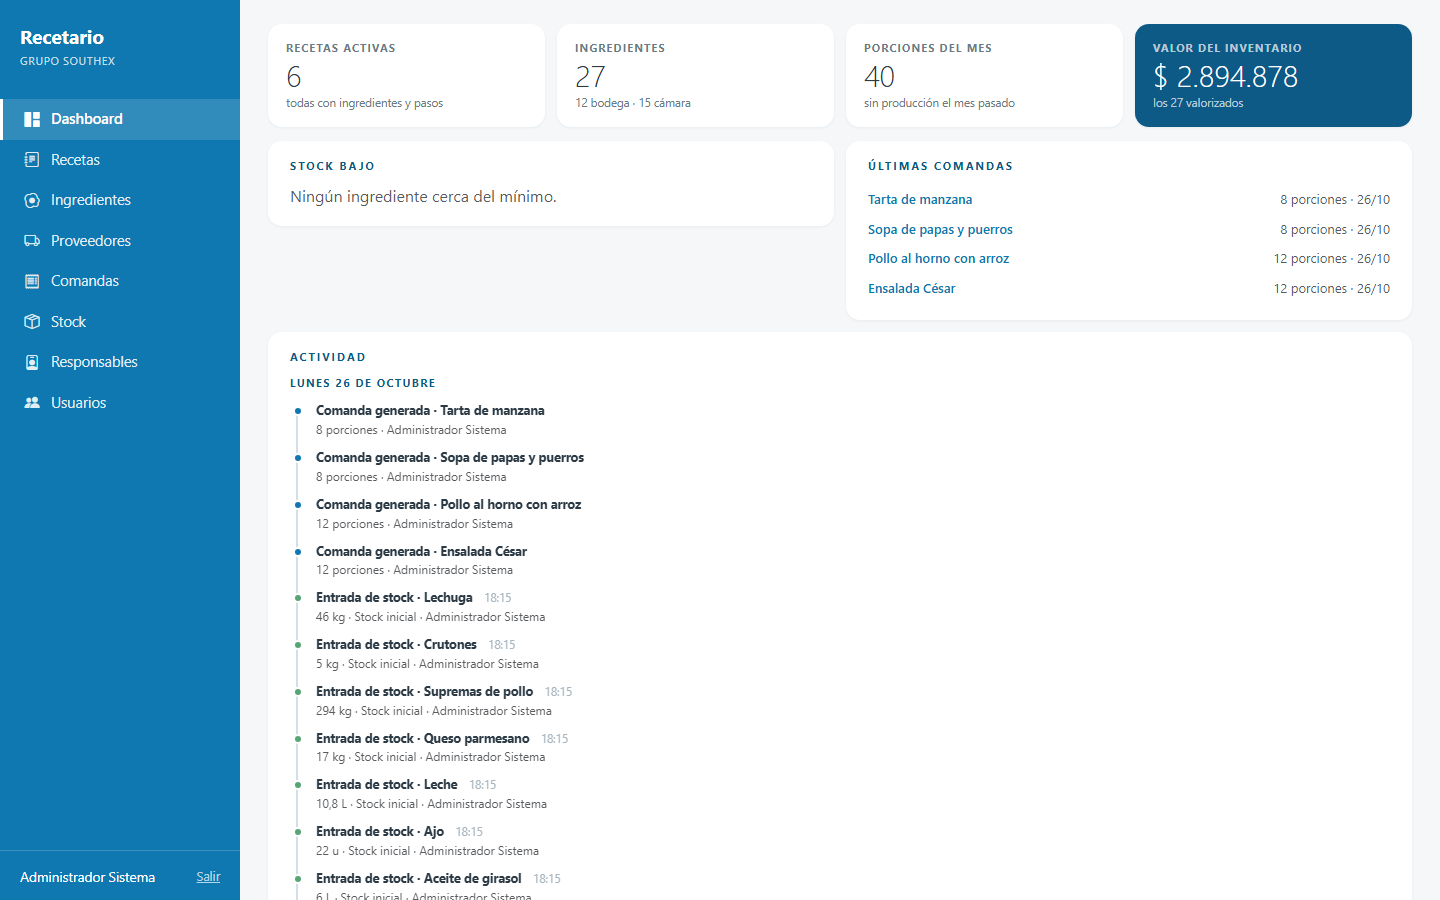 Recetario
GRUPO SOUTHEX
Dashboard
Recetas
Ingredientes
Proveedores
Comandas
Stock
Responsables
Usuarios
Administrador Sistema Salir
RECETAS ACTIVAS
6
todas con ingredientes y pasos
INGREDIENTES
27
12 bodega · 15 cámara
PORCIONES DEL MES
40
sin producción el mes pasado
VALOR DEL INVENTARIO
$ 2.894.878
los 27 valorizados
STOCK BAJO
Ningún ingrediente cerca del mínimo.
ÚLTIMAS COMANDAS
Tarta de manzana 8 porciones · 26/10
Sopa de papas y puerros 8 porciones · 26/10
Pollo al horno con arroz 12 porciones · 26/10
Ensalada César 12 porciones · 26/10
ACTIVIDAD
LUNES 26 DE OCTUBRE
Comanda generada · Tarta de manzana
8 porciones · Administrador Sistema
Comanda generada · Sopa de papas y puerros
8 porciones · Administrador Sistema
Comanda generada · Pollo al horno con arroz
12 porciones · Administrador Sistema
Comanda generada · Ensalada César
12 porciones · Administrador Sistema
Entrada de stock · Lechuga 18:15
46 kg · Stock inicial · Administrador Sistema
Entrada de stock · Crutones 18:15
5 kg · Stock inicial · Administrador Sistema
Entrada de stock · Supremas de pollo 18:15
294 kg · Stock inicial · Administrador Sistema
Entrada de stock · Queso parmesano 18:15
17 kg · Stock inicial · Administrador Sistema
Entrada de stock · Leche 18:15
10,8 L · Stock inicial · Administrador Sistema
Entrada de stock · Ajo 18:15
22 u · Stock inicial · Administrador Sistema
Entrada de stock · Aceite de girasol 18:15
6 L · Stock inicial · Administrador Sistema